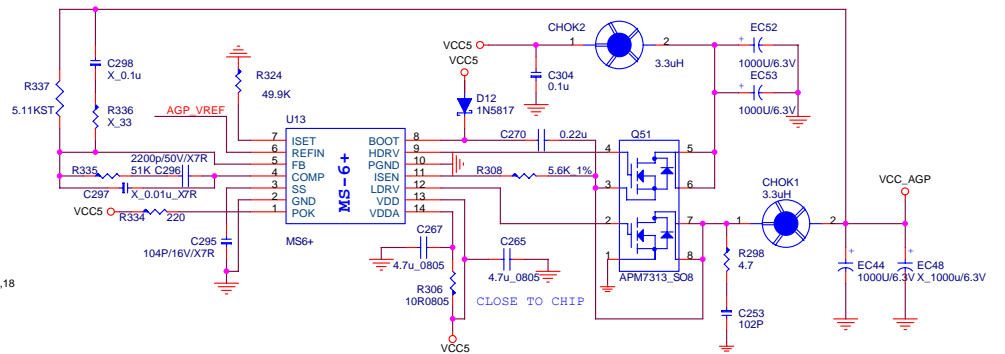 CHOK2
EC52
C298
X_0.1u
VCC5
1
2
+
VCC5
3.3uH
1000U/6.3V
R337
R324
C304
EC53
5.11KST
R336
49.9K
0.1u
+
X_33
D12
1N5817
1000U/6.3V
AGP_VREF
U13
C270
0.22u
Q51
7
ISET
BOOT
8
6
REFIN
HDRV
9
4
5
2200p/50V/X7R
5
FB
PGND
10
R335
51K
C296
4
COMP
ISEN
11
R308
5.6K_1%
3
6
CHOK1
VCC_AGP
C297
X_0.01u_X7R
3
SS
LDRV
12
3.3uH
2
GND
VDD
13
VCC5
1
POK
VDDA
14
2
7
1
2
R334
220
MS-6+
C295
MS6+
C267
C265
R298
+
+
104P/16V/X7R
1
8
4.7
EC44
EC48
4.7u_0805
4.7u_0805
APM7313_SO8
1000U/6.3V
X_1000u/6.3V
,18
R306
10R0805
CLOSE TO CHIP
C253
102P
VCC5